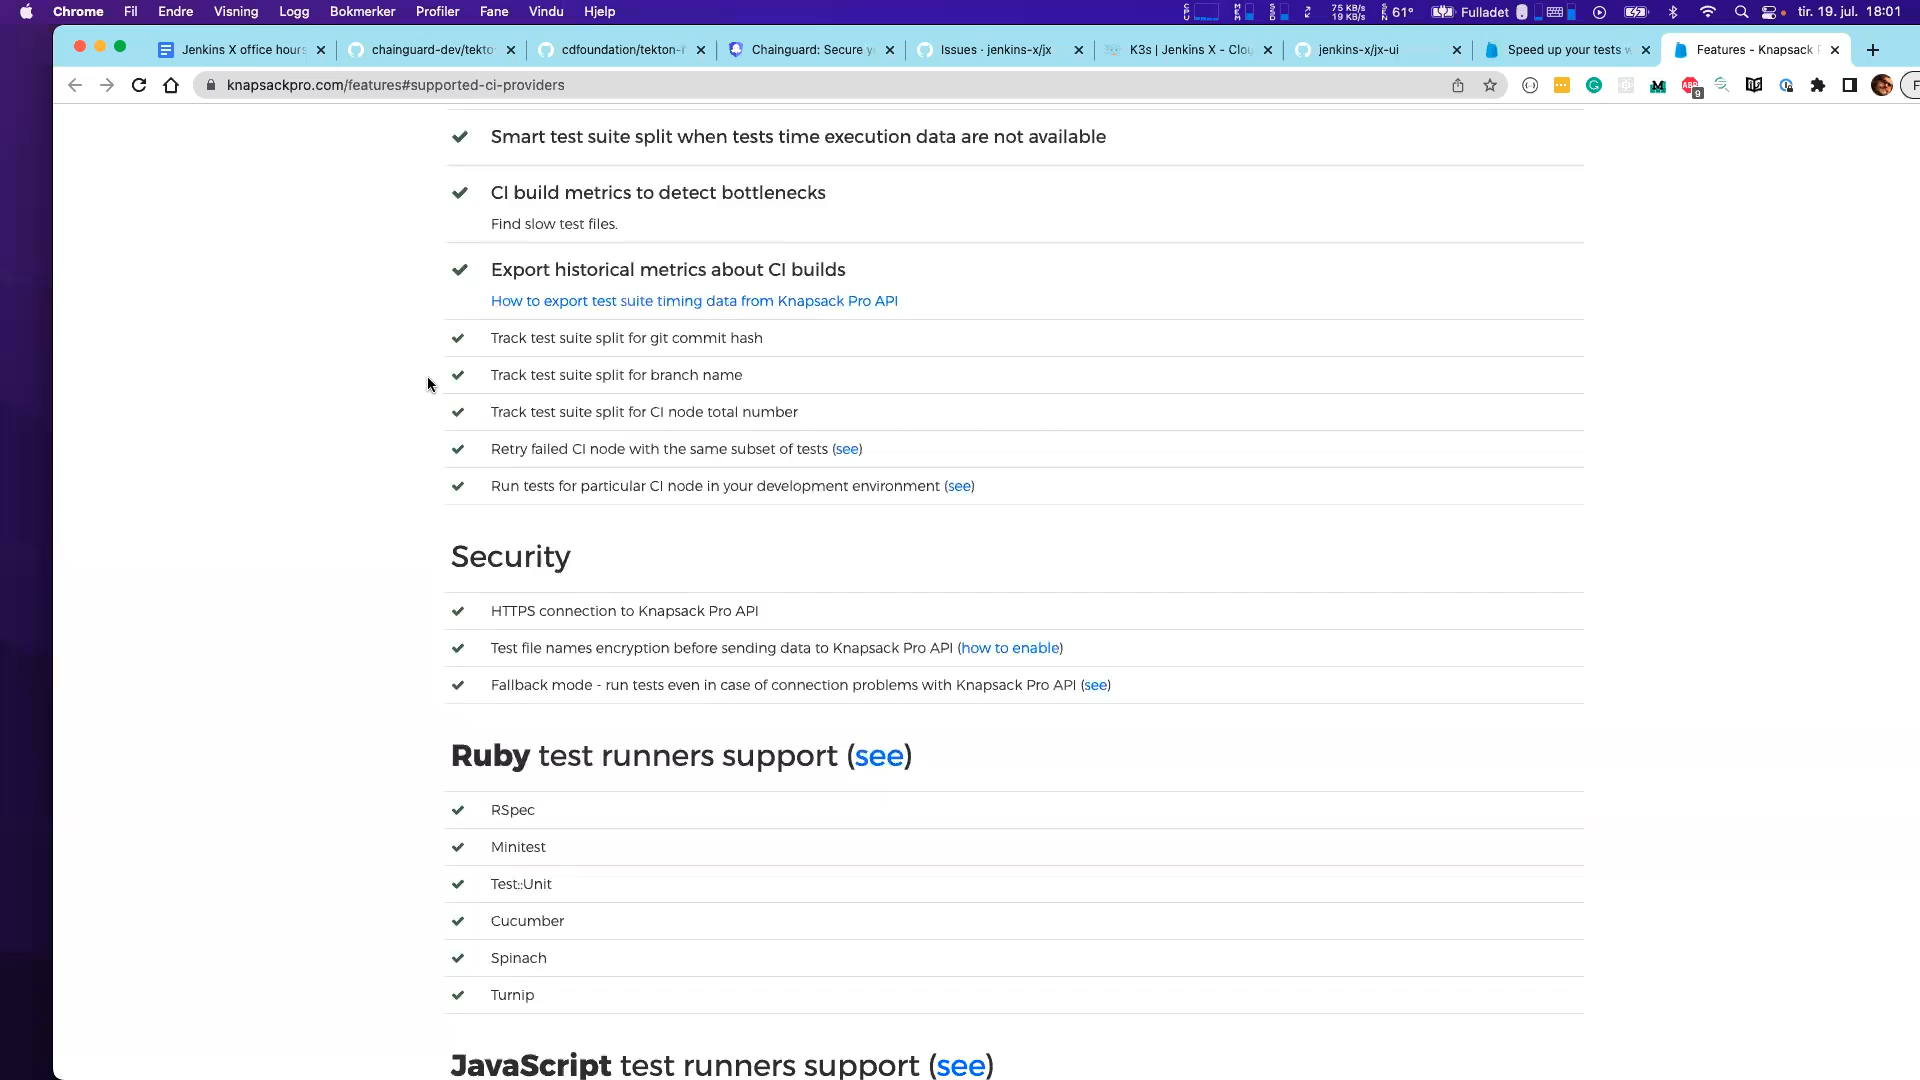 Chrome Fil Endre Visning Logg Bokmerker Profiler Fane Vindu Hjelp
75 KB/s
19 KB/s
61° Fulladet tir. 19. jul. 18:01
Jenkins X office hours
chainguard-dev/tekto
cdfoundation/tekton-
Chainguard: Secure y
Issues · jenkins-x/jx
K3s | Jenkins X - Clou
jenkins-x/jx-ui
Speed up your tests w
Features - Knapsack P
knapsackpro.com/features#supported-ci-providers
9
Smart test suite split when tests time execution data are not available
CI build metrics to detect bottlenecks
Find slow test files.
Export historical metrics about CI builds
How to export test suite timing data from Knapsack Pro API
Track test suite split for git commit hash
Track test suite split for branch name
Track test suite split for CI node total number
Retry failed CI node with the same subset of tests (see)
Run tests for particular CI node in your development environment (see)
Security
HTTPS connection to Knapsack Pro API
Test file names encryption before sending data to Knapsack Pro API (how to enable)
Fallback mode - run tests even in case of connection problems with Knapsack Pro API (see)
Ruby test runners support (see)
RSpec
Minitest
Test::Unit
Cucumber
Spinach
Turnip
JavaScript test runners support (see)